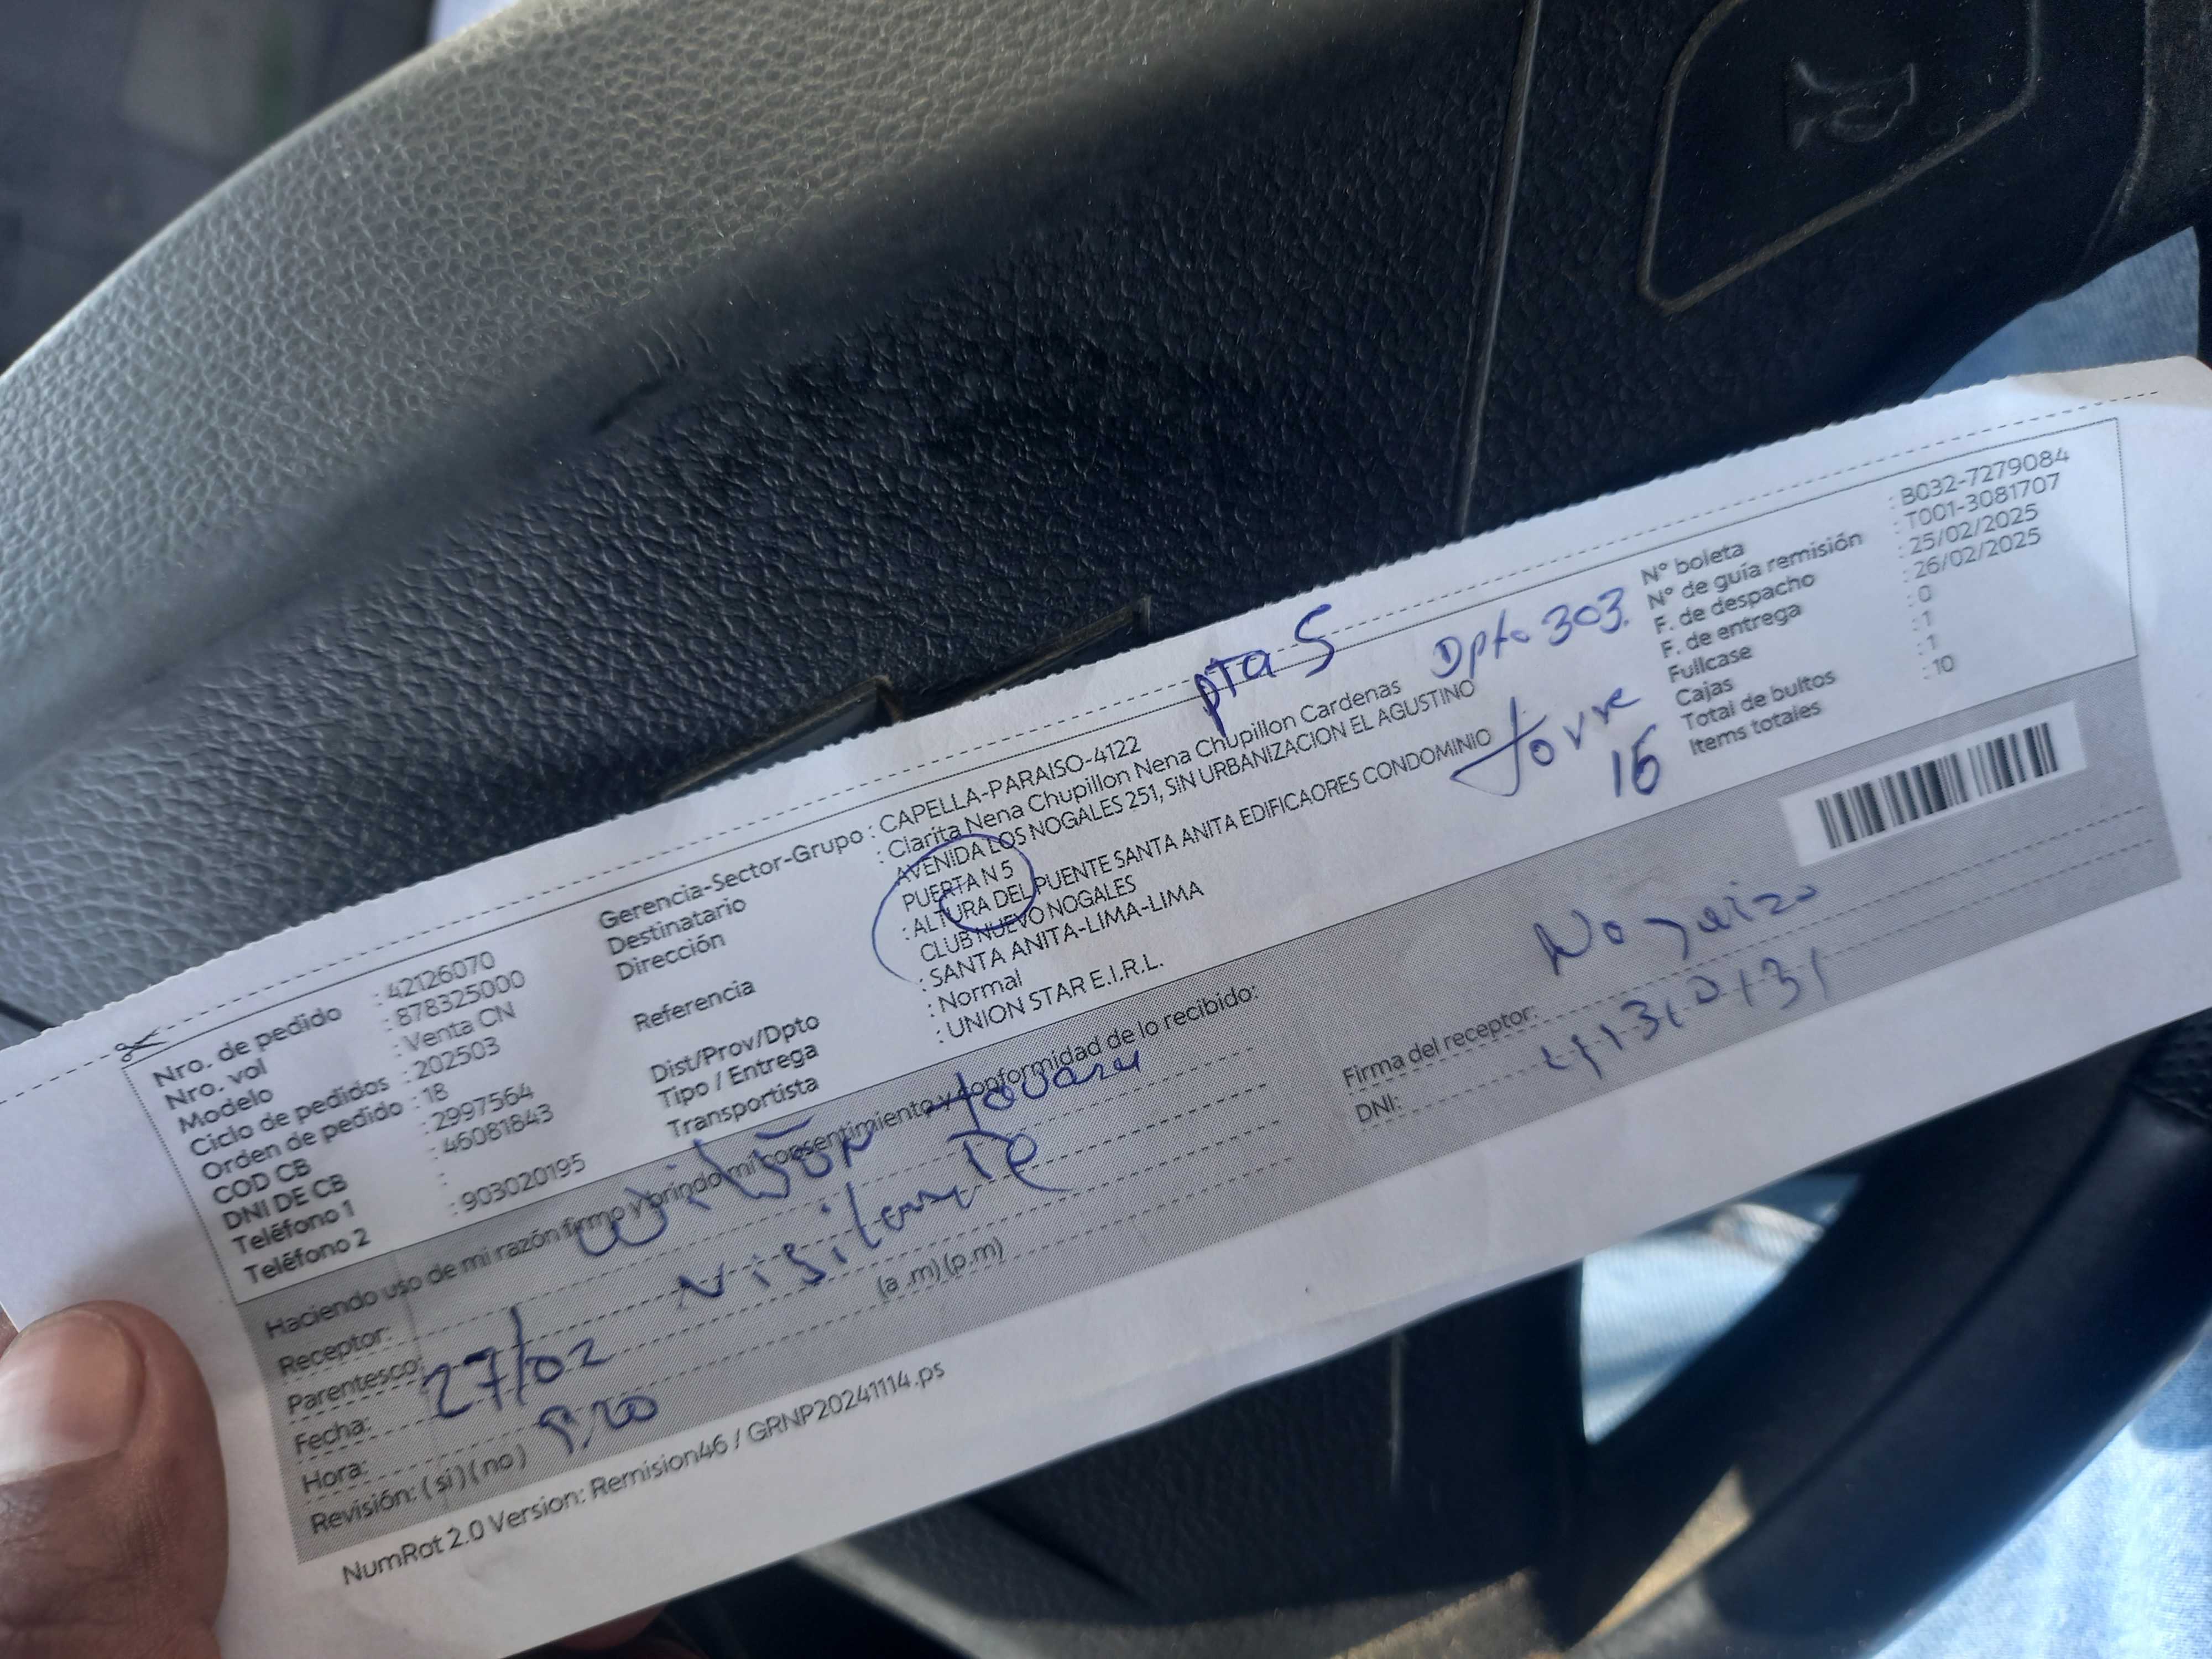 pta 5
Dpto 303.
Torre
16
Nro. de pedido : 42126070
Nro. vol : 878325000
Modelo : Venta CN
Ciclo de pedidos : 202503
Orden de pedido : 18
COD CB : 2997564
DNI DE CB : 46081843
Teléfono 1 :
Teléfono 2 : 903020195
Gerencia-Sector-Grupo : CAPELLA-PARAISO-4122
Destinatario : Clarita Nena Chupillon Nena Chupillon Cardenas
Dirección : AVENIDA LOS NOGALES 251, SIN URBANIZACION EL AGUSTINO
PUERTA N 5
Referencia : ALTURA DEL PUENTE SANTA ANITA EDIFICAORES CONDOMINIO
CLUB NUEVO NOGALES
Dist/Prov/Dpto : SANTA ANITA-LIMA-LIMA
Tipo / Entrega : Normal
Transportista : UNION STAR E.I.R.L.
N° boleta : B032-7279084
N° de guía remisión : T001-3081707
F. de despacho : 25/02/2025
F. de entrega : 26/02/2025
Fullcase : 0
Cajas : 1
Total de bultos : 1
Items totales : 10
Haciendo uso de mi razón firmo y brindo mi consentimiento y conformidad de lo recibido:
Receptor: Wilson
Parentesco: Vigilante
Fecha: 27/02
Hora:
Revisión: ( si ) ( no )
(a .m) (p.m)
Firma del receptor:
DNI: 41310131
NumRot 2.0 Version: Remision46 / GRNP20241114.ps